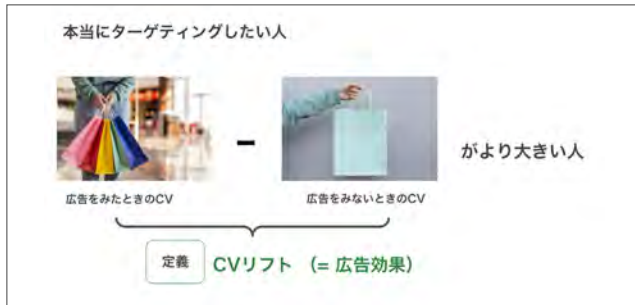 本当にターゲティングしたい人
-
がより大きい人
広告をみたときのCV
広告をみないときのCV
定義
CVリフト (= 広告効果)